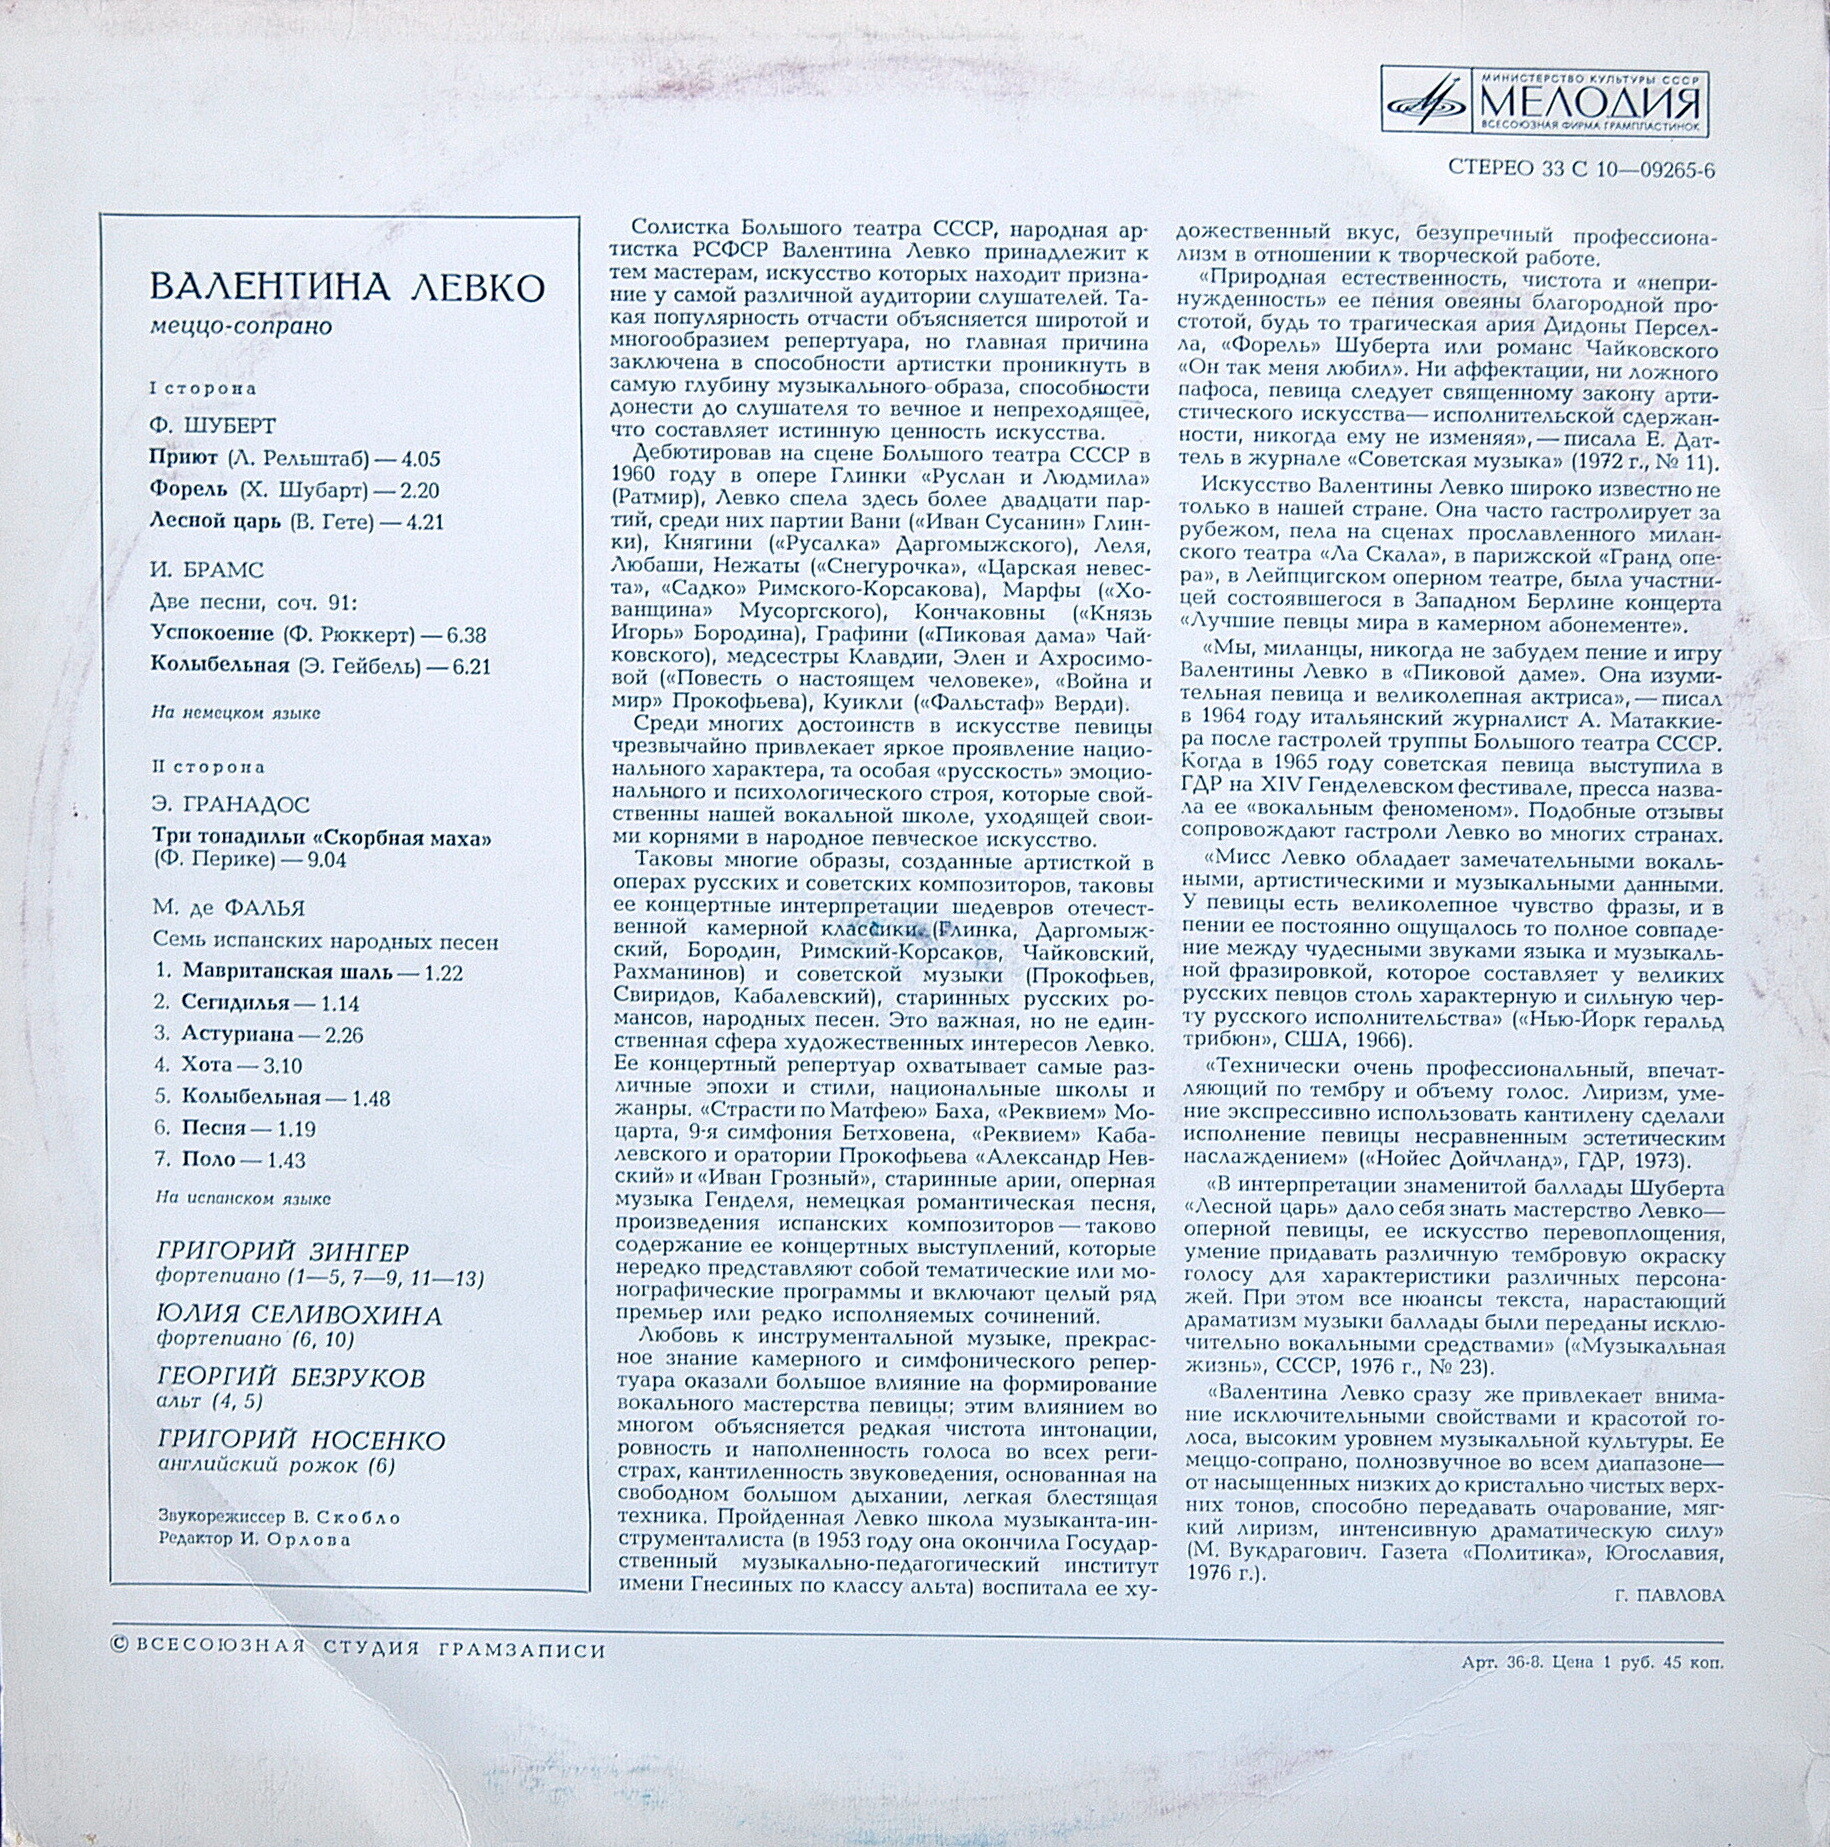 МИНИСТЕРСТВО КУЛЬТУРЫ СССР
МЕЛОДИЯ
ВСЕСОЮЗНАЯ ФИРМА ГРАМПЛАСТИНОК
СТЕРЕО 33 С 10—09265-6
ВАЛЕНТИНА ЛЕВКО
меццо-сопрано
I сторона
Ф. ШУБЕРТ
Приют (Л. Рельштаб) — 4.05
Форель (Х. Шубарт) — 2.20
Лесной царь (В. Гете) — 4.21
И. БРАМС
Две песни, соч. 91:
Успокоение (Ф. Рюккерт) — 6.38
Колыбельная (Э. Гейбель) — 6.21
На немецком языке
II сторона
Э. ГРАНАДОС
Три тонадильи «Скорбная маха»
(Ф. Перике) — 9.04
М. де ФАЛЬЯ
Семь испанских народных песен
1. Мавританская шаль — 1.22
2. Сегидилья — 1.14
3. Астуриана — 2.26
4. Хота — 3.10
5. Колыбельная — 1.48
6. Песня — 1.19
7. Поло — 1.43
На испанском языке
ГРИГОРИЙ ЗИНГЕР
фортепиано (1—5, 7—9, 11—13)
ЮЛИЯ СЕЛИВОХИНА
фортепиано (6, 10)
ГЕОРГИЙ БЕЗРУКОВ
альт (4, 5)
ГРИГОРИЙ НОСЕНКО
английский рожок (6)
Звукорежиссер В. Скобло
Редактор И. Орлова
Солистка Большого театра СССР, народная ар-
тистка РСФСР Валентина Левко принадлежит к
тем мастерам, искусство которых находит призна-
ние у самой различной аудитории слушателей. Та-
кая популярность отчасти объясняется широтой и
многообразием репертуара, но главная причина
заключена в способности артистки проникнуть в
самую глубину музыкального образа, способности
донести до слушателя то вечное и непреходящее,
что составляет истинную ценность искусства.
Дебютировав на сцене Большого театра СССР в
1960 году в опере Глинки «Руслан и Людмила»
(Ратмир), Левко спела здесь более двадцати пар-
тий, среди них партии Вани («Иван Сусанин» Глин-
ки), Княгини («Русалка» Даргомыжского), Леля,
Любаши, Нежаты («Снегурочка», «Царская невес-
та», «Садко» Римского-Корсакова), Марфы («Хо-
ванщина» Мусоргского), Кончаковны («Князь
Игорь» Бородина), Графини («Пиковая дама» Чай-
ковского), медсестры Клавдии, Элен и Ахросимо-
вой («Повесть о настоящем человеке», «Война и
мир» Прокофьева), Куикли («Фальстаф» Верди).
Среди многих достоинств в искусстве певицы
чрезвычайно привлекает яркое проявление нацио-
нального характера, та особая «русскость» эмоцио-
нального и психологического строя, которые свой-
ственны нашей вокальной школе, уходящей свои-
ми корнями в народное певческое искусство.
Таковы многие образы, созданные артисткой в
операх русских и советских композиторов, таковы
ее концертные интерпретации шедевров отечест-
венной камерной классики (Глинка, Даргомыж-
ский, Бородин, Римский-Корсаков, Чайковский,
Рахманинов) и советской музыки (Прокофьев,
Свиридов, Кабалевский), старинных русских ро-
мансов, народных песен. Это важная, но не един-
ственная сфера художественных интересов Левко.
Ее концертный репертуар охватывает самые раз-
личные эпохи и стили, национальные школы и
жанры. «Страсти по Матфею» Баха, «Реквием» Мо-
царта, 9-я симфония Бетховена, «Реквием» Каба-
левского и оратории Прокофьева «Александр Нев-
ский» и «Иван Грозный», старинные арии, оперная
музыка Генделя, немецкая романтическая песня,
произведения испанских композиторов — таково
содержание ее концертных выступлений, которые
нередко представляют собой тематические или мо-
нографические программы и включают целый ряд
премьер или редко исполняемых сочинений.
Любовь к инструментальной музыке, прекрас-
ное знание камерного и симфонического репер-
туара оказали большое влияние на формирование
вокального мастерства певицы; этим влиянием во
многом объясняется редкая чистота интонации,
ровность и наполненность голоса во всех реги-
страх, кантиленность звуковедения, основанная на
свободном большом дыхании, легкая блестящая
техника. Пройденная Левко школа музыканта-ин-
струменталиста (в 1953 году она окончила Государ-
ственный музыкально-педагогический институт
имени Гнесиных по классу альта) воспитала ее ху-
дожественный вкус, безупречный профессиона-
лизм в отношении к творческой работе.
«Природная естественность, чистота и «непри-
нужденность» ее пения овеяны благородной про-
стотой, будь то трагическая ария Дидоны Персел-
ла, «Форель» Шуберта или романс Чайковского
«Он так меня любил». Ни аффектации, ни ложного
пафоса, певица следует священному закону арти-
стического искусства — исполнительской сдержан-
ности, никогда ему не изменяя», — писала Е. Дат-
тель в журнале «Советская музыка» (1972 г., № 11).
Искусство Валентины Левко широко известно не
только в нашей стране. Она часто гастролирует за
рубежом, пела на сценах прославленного милан-
ского театра «Ла Скала», в парижской «Гранд опе-
ра», в Лейпцигском оперном театре, была участни-
цей состоявшегося в Западном Берлине концерта
«Лучшие певцы мира в камерном абонементе».
«Мы, миланцы, никогда не забудем пение и игру
Валентины Левко в «Пиковой даме». Она изуми-
тельная певица и великолепная актриса», — писал
в 1964 году итальянский журналист А. Матаккие-
ра после гастролей труппы Большого театра СССР.
Когда в 1965 году советская певица выступила в
ГДР на XIV Генделевском фестивале, пресса назва-
ла ее «вокальным феноменом». Подобные отзывы
сопровождают гастроли Левко во многих странах.
«Мисс Левко обладает замечательными вокаль-
ными, артистическими и музыкальными данными.
У певицы есть великолепное чувство фразы, и в
пении ее постоянно ощущалось то полное совпаде-
ние между чудесными звуками языка и музыкаль-
ной фразировкой, которое составляет у великих
русских певцов столь характерную и сильную чер-
ту русского исполнительства» («Нью-Йорк геральд
трибюн», США, 1966).
«Технически очень профессиональный, впечат-
ляющий по тембру и объему голос. Лиризм, уме-
ние экспрессивно использовать кантилену сделали
исполнение певицы несравненным эстетическим
наслаждением» («Нойес Дойчланд», ГДР, 1973).
«В интерпретации знаменитой баллады Шуберта
«Лесной царь» дало себя знать мастерство Левко—
оперной певицы, ее искусство перевоплощения,
умение придавать различную тембровую окраску
голосу для характеристики различных персона-
жей. При этом все нюансы текста, нарастающий
драматизм музыки баллады были переданы исклю-
чительно вокальными средствами» («Музыкальная
жизнь», СССР, 1976 г., № 23).
«Валентина Левко сразу же привлекает внима-
ние исключительными свойствами и красотой го-
лоса, высоким уровнем музыкальной культуры. Ее
меццо-сопрано, полнозвучное во всем диапазоне—
от насыщенных низких до кристально чистых верх-
них тонов, способно передавать очарование, мяг-
кий лиризм, интенсивную драматическую силу»
(М. Вукдрагович. Газета «Политика», Югославия,
1976 г.).
Г. ПАВЛОВА
© ВСЕСОЮЗНАЯ СТУДИЯ ГРАМЗАПИСИ
Арт. 36-8. Цена 1 руб. 45 коп.